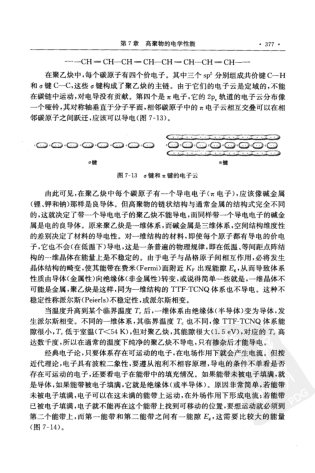 第7章 高聚物的电学性能 · 377 ·
—CH═CH—CH═CH—CH═CH—CH═CH—
在聚乙炔中,每个碳原子有四个价电子。其中三个 sp² 分别组成共价键 C—H
和 σ 键 C—C,这些 σ 键构成了聚乙炔的主链。由于它们的电子云是定域的,不能
在碳链中运动,对电导没有贡献。第四个是 π 电子,它的 2p 轨道的电子云分布像
一个哑铃,其对称轴垂直于分子平面,相邻碳原子中的 π 电子云相互交叠可以在相
邻碳原子之间跃迁,应该可以导电(图 7-13)。
σ键 π键
图 7-13 σ 键和 π 键的电子云
由此可见,在聚乙炔中每个碳原子有一个导电电子(π 电子),应该像碱金属
(锂、钾和钠)那样是良导体。但高聚物的链状结构与通常金属的结构式完全不同
的,这就决定了带一个导电电子的聚乙炔不能导电,而同样带一个导电电子的碱金
属是电的良导体。原来聚乙炔是一维体系,而碱金属是三维体系,空间结构维度性
的差别决定了材料的导电性。对一维结构的材料,即使每个原子都有导电的价电
子,它也不会(在低温下)导电,这是一条普遍的物理规律,即在低温,等间距点阵结
构的一维晶体在能量上是不稳定的。由于电子与晶格原子间相互作用,必将发生
晶体结构的畸变,使其能带在费米(Fermi)面附近 K_F 出现能隙 E_g,从而导致体系
性质由导体(金属性)向绝缘体(非金属性)转变,或说得简单一些就是,一维晶体不
可能是金属,聚乙炔是这样,同为一维体系的 TTF-TCNQ 体系也不导电。这种不
稳定性称派尔斯(Peierls)不稳定性,或派尔斯相变。
当温度升高到某个临界温度 T_c 后,一维体系由绝缘体(半导体)变为导体,发
生派尔斯相变。不同的一维体系,其临界温度 T_c 也不同,像 TTF-TCNQ 体系能
隙很小,T_c 低于室温(T<54 K),但对聚乙炔,其能隙很大(1.5 eV),对应的 T_c 高
达数千度,所以在通常的温度下纯净的聚乙炔不导电,只有掺杂后才能导电。
经典电子论,只要体系存在可运动的电子,在电场作用下就会产生电流。但按
近代理论,电子具有波粒二象性,要遵从泡利不相容原理,导电的条件不单看是否
存在可运动的电子,还要看电子在能带中的填充情况。如果能带未被电子填满,就
是导体,如果能带被电子填满,它就是绝缘体(或半导体)。原因非常简单,若能带
未被电子填满,电子可以在这未满的能带上运动,在外场作用下形成电流;若能带
已被电子填满,电子就不能再在这个能带上找到可移动的位置,要想运动就必须到
第二个能带上,而第一能带和第二能带之间有一能隙 E_g,这需要比较大的能量
(图 7-14)。